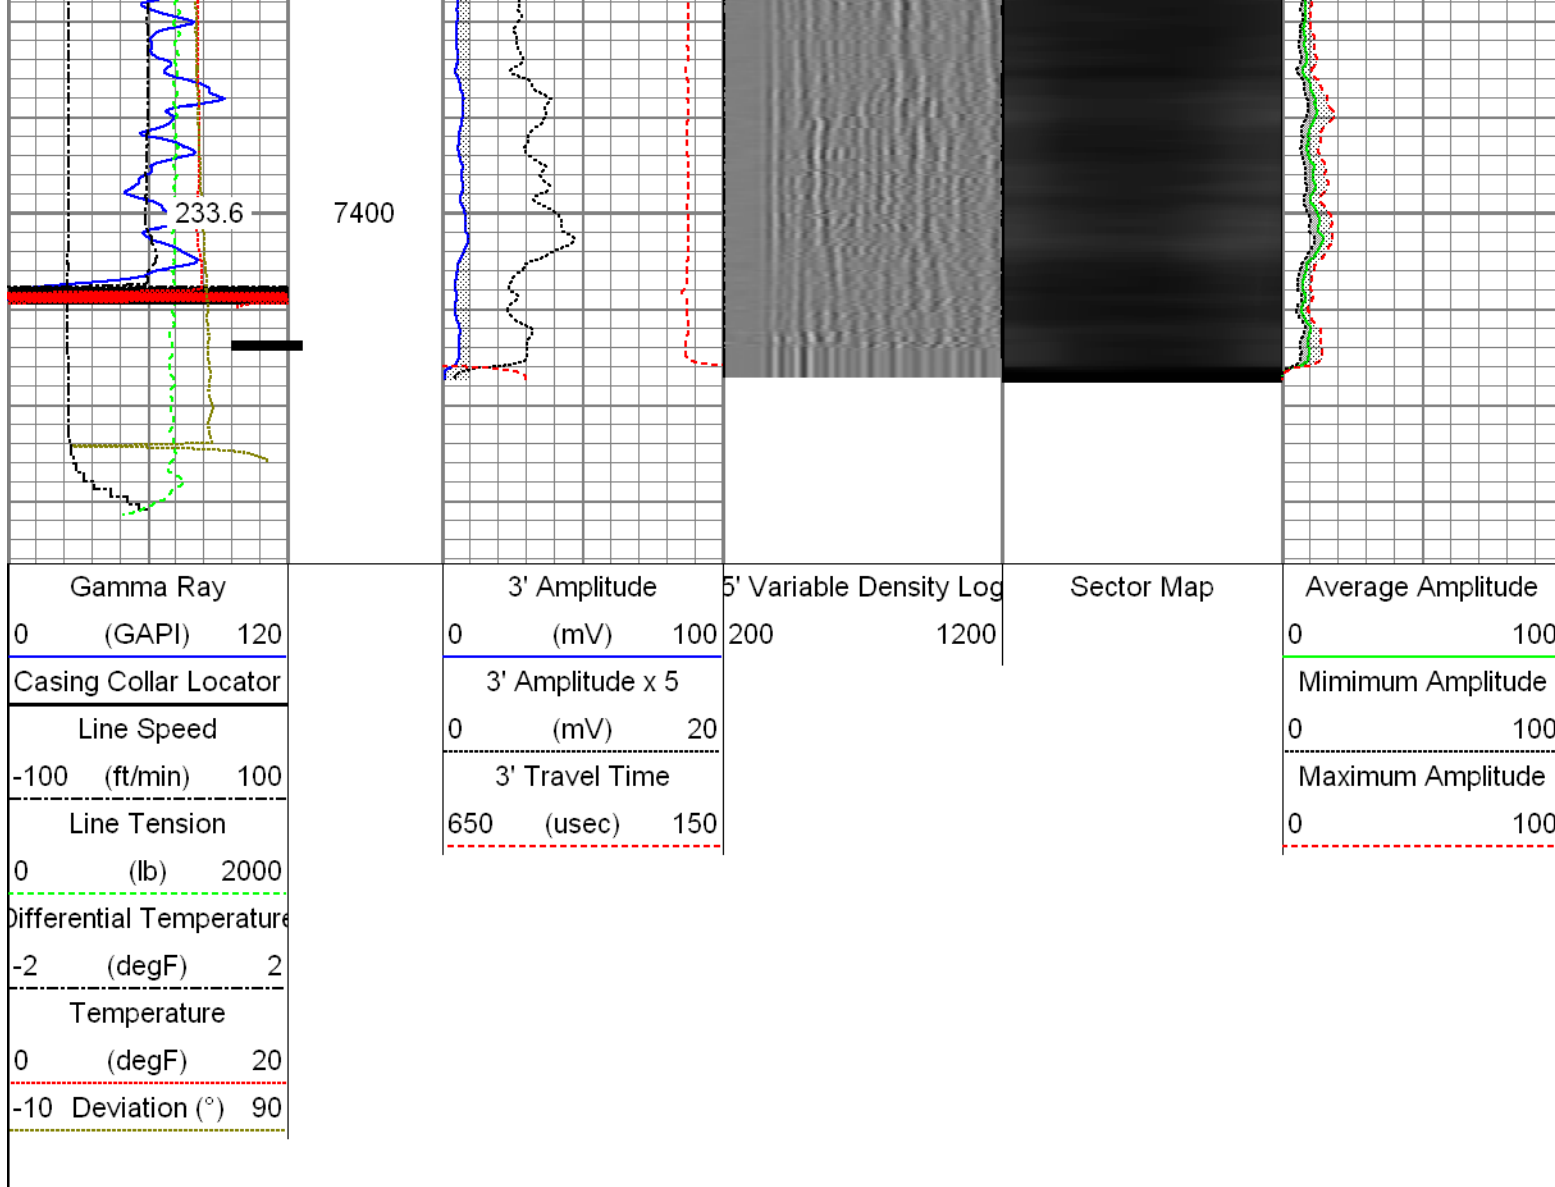 233.6
7400
Gamma Ray
0 (GAPI) 120
Casing Collar Locator
Line Speed
-100 (ft/min) 100
Line Tension
0 (lb) 2000
Differential Temperature
-2 (degF) 2
Temperature
0 (degF) 20
-10 Deviation (°) 90
3' Amplitude
0 (mV) 100
3' Amplitude x 5
0 (mV) 20
3' Travel Time
650 (usec) 150
5' Variable Density Log
200 1200
Sector Map
Average Amplitude
0 100
Mimimum Amplitude
0 100
Maximum Amplitude
0 100